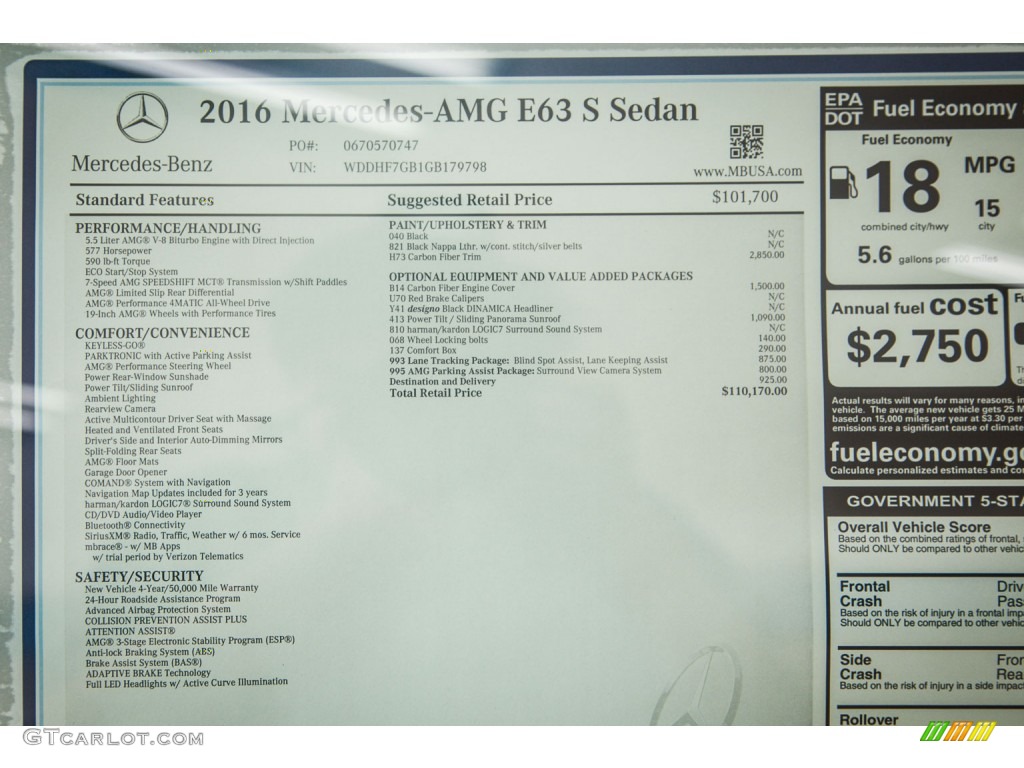 2016 Mercedes-AMG E63 S Sedan
Mercedes-Benz
PO#: 0670570747
VIN: WDDHF7GB1GB179798
www.MBUSA.com
Standard Features
Suggested Retail Price $101,700
PERFORMANCE/HANDLING
5.5 Liter AMG® V-8 Biturbo Engine with Direct Injection
577 Horsepower
590 lb-ft Torque
ECO Start/Stop System
7-Speed AMG SPEEDSHIFT MCT® Transmission w/Shift Paddles
AMG® Limited Slip Rear Differential
AMG® Performance 4MATIC All-Wheel Drive
19-Inch AMG® Wheels with Performance Tires
COMFORT/CONVENIENCE
KEYLESS-GO®
PARKTRONIC with Active Parking Assist
AMG® Performance Steering Wheel
Power Rear-Window Sunshade
Power Tilt/Sliding Sunroof
Ambient Lighting
Rearview Camera
Active Multicontour Driver Seat with Massage
Heated and Ventilated Front Seats
Driver's Side and Interior Auto-Dimming Mirrors
Split-Folding Rear Seats
AMG® Floor Mats
Garage Door Opener
COMAND® System with Navigation
Navigation Map Updates included for 3 years
harman/kardon LOGIC7® Surround Sound System
CD/DVD Audio/Video Player
Bluetooth® Connectivity
SiriusXM® Radio, Traffic, Weather w/ 6 mos. Service
mbrace® - w/ MB Apps
w/ trial period by Verizon Telematics
SAFETY/SECURITY
New Vehicle 4-Year/50,000 Mile Warranty
24-Hour Roadside Assistance Program
Advanced Airbag Protection System
COLLISION PREVENTION ASSIST PLUS
ATTENTION ASSIST®
AMG® 3-Stage Electronic Stability Program (ESP®)
Anti-lock Braking System (ABS)
Brake Assist System (BAS®)
ADAPTIVE BRAKE Technology
Full LED Headlights w/ Active Curve Illumination
PAINT/UPHOLSTERY & TRIM
040 Black N/C
821 Black Nappa Lthr. w/cont. stitch/silver belts N/C
H73 Carbon Fiber Trim 2,850.00
OPTIONAL EQUIPMENT AND VALUE ADDED PACKAGES
B14 Carbon Fiber Engine Cover 1,500.00
U70 Red Brake Calipers N/C
Y41 designo Black DINAMICA Headliner N/C
413 Power Tilt / Sliding Panorama Sunroof 1,090.00
810 harman/kardon LOGIC7 Surround Sound System N/C
068 Wheel Locking bolts 140.00
137 Comfort Box 290.00
993 Lane Tracking Package: Blind Spot Assist, Lane Keeping Assist 875.00
995 AMG Parking Assist Package: Surround View Camera System 800.00
Destination and Delivery 925.00
Total Retail Price $110,170.00
EPA DOT Fuel Economy
Fuel Economy
18 MPG
15
combined city/hwy city
5.6 gallons per 100 miles
Annual fuel cost
$2,750
Actual results will vary for many reasons,
vehicle. The average new vehicle gets 25
based on 15,000 miles per year at $3.30 per
emissions are a significant cause of climate
fueleconomy.go
Calculate personalized estimates and
GOVERNMENT 5-STA
Overall Vehicle Score
Based on the combined ratings of frontal,
Should ONLY be compared to other vehic
Frontal Driv
Crash Pas
Based on the risk of injury in a frontal imp
Should ONLY be compared to other vehic
Side Fron
Crash Rea
Based on the risk of injury in a side impact
Rollover
GTcarlot.com